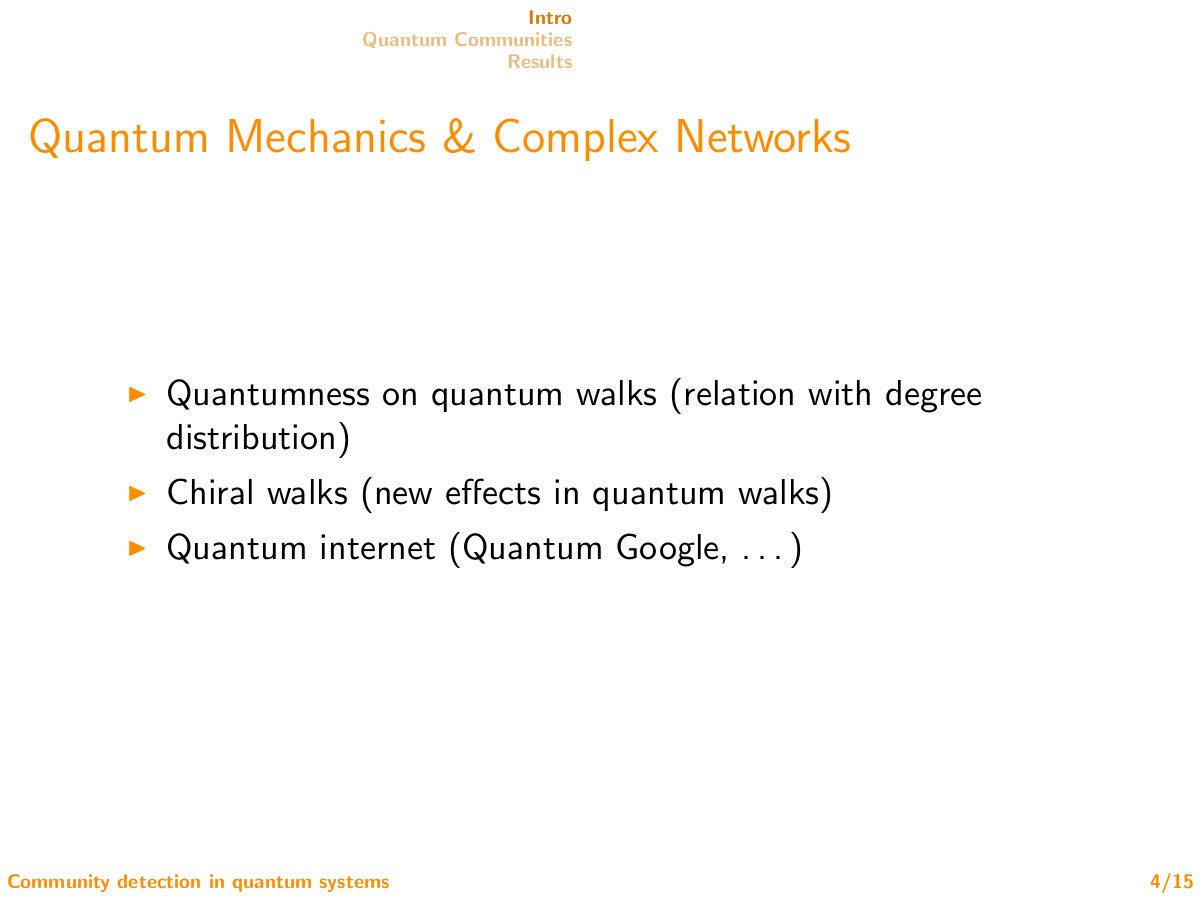 Intro
Quantum Communities
Results
Quantum Mechanics & Complex Networks
Quantumness on quantum walks (relation with degree
distribution)
Chiral walks (new effects in quantum walks)
Quantum internet (Quantum Google, . . . )
Community detection in quantum systems
4/15